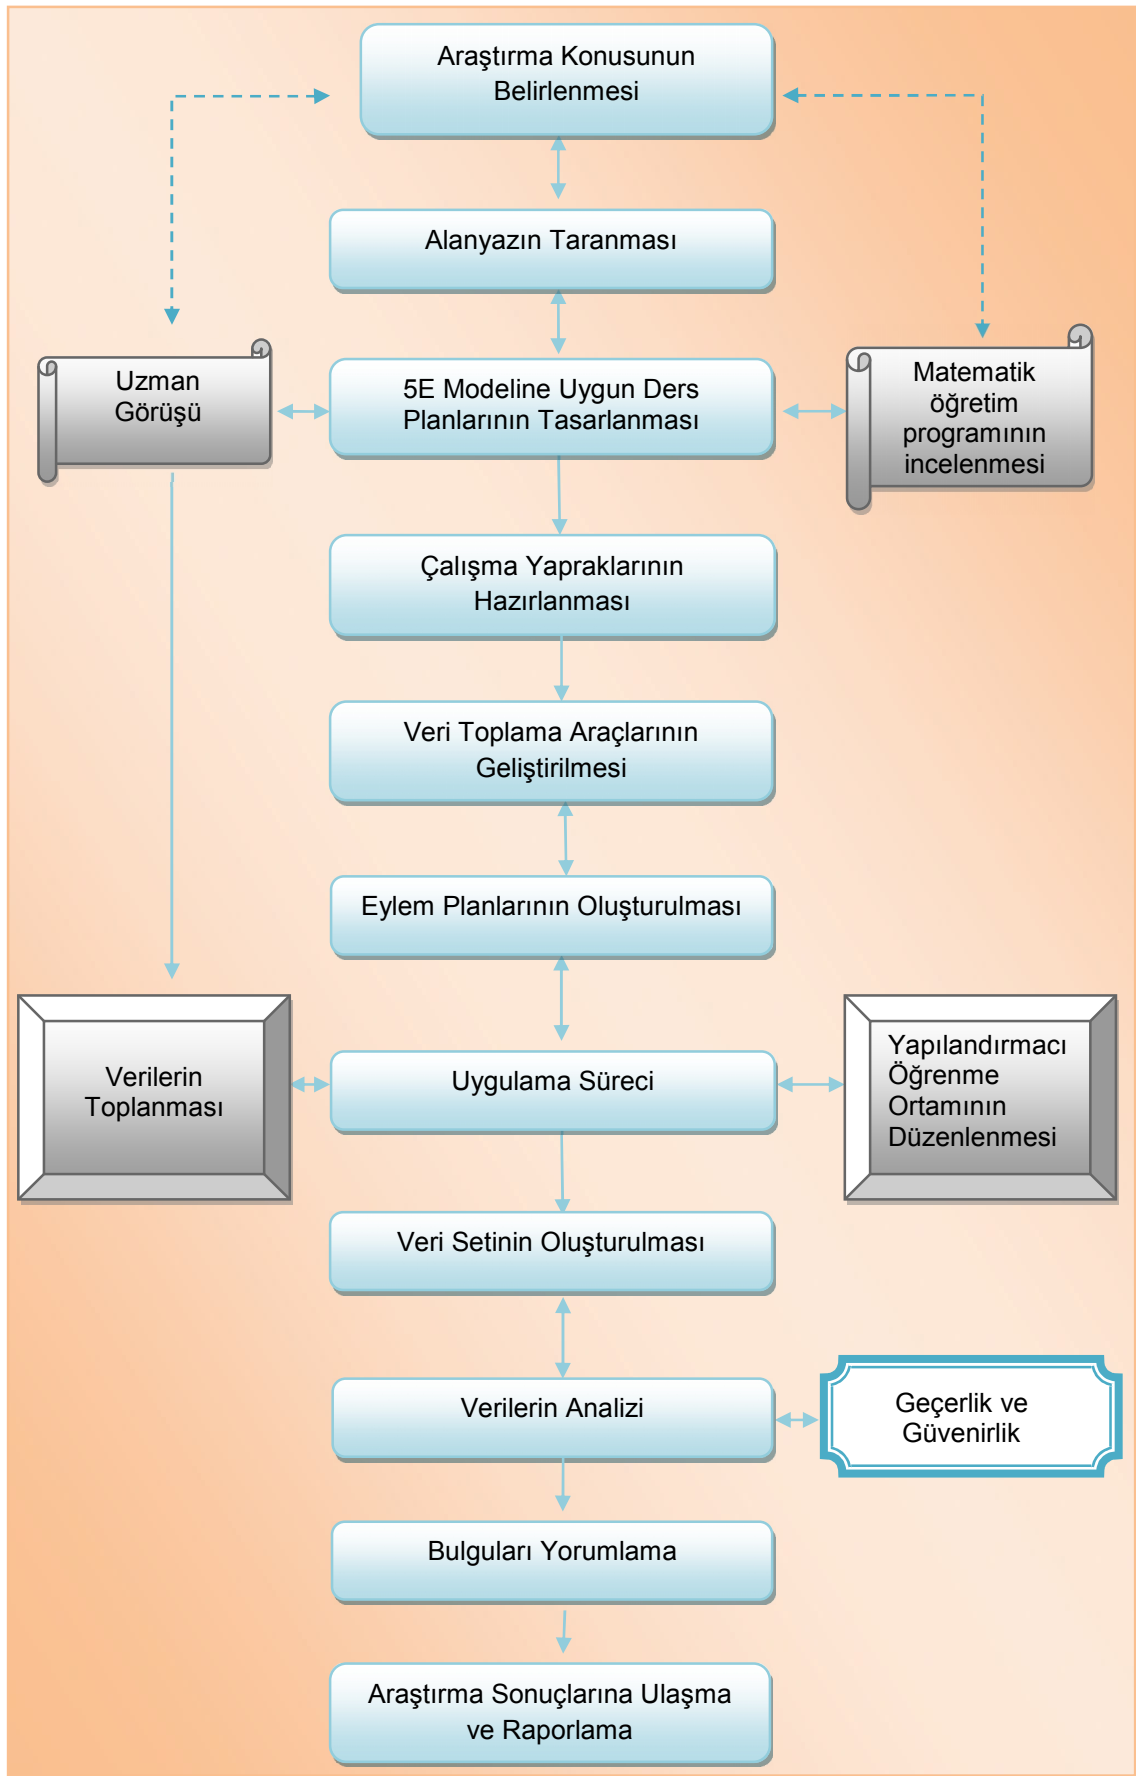 Araştırma Konusunun
Belirlenmesi
Alanyazın Taranması
Uzman
Görüşü
5E Modeline Uygun Ders
Planlarının Tasarlanması
Matematik
öğretim
programının
incelenmesi
Çalışma Yapraklarının
Hazırlanması
Veri Toplama Araçlarının
Geliştirilmesi
Eylem Planlarının Oluşturulması
Verilerin
Toplanması
Uygulama Süreci
Yapılandırmacı
Öğrenme
Ortamının
Düzenlenmesi
Veri Setinin Oluşturulması
Verilerin Analizi
Geçerlik ve
Güvenirlik
Bulguları Yorumlama
Araştırma Sonuçlarına Ulaşma
ve Raporlama